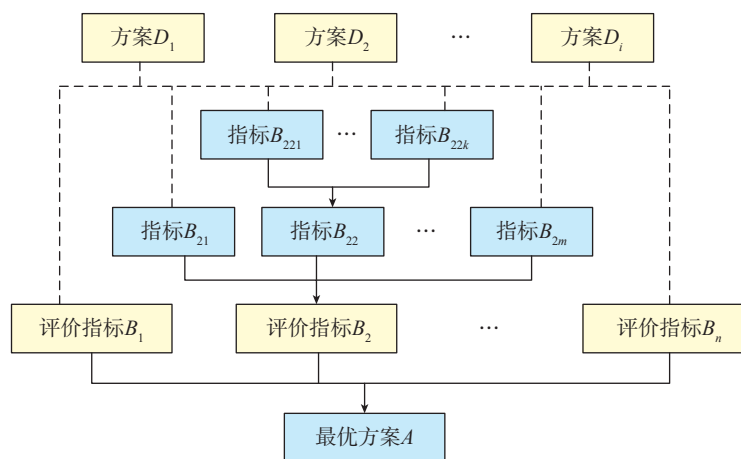 方案D₁ 方案D₂ … 方案Dᵢ
指标B₂₂₁ … 指标B₂₂ₖ
指标B₂₁ 指标B₂₂ … 指标B₂ₘ
评价指标B₁ 评价指标B₂ … 评价指标Bₙ
最优方案A